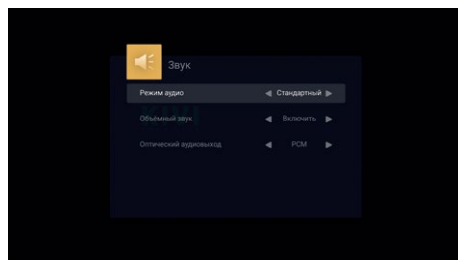 Звук
Режим аудио Стандартный
Объёмный звук Включить
Оптический аудиовыход PCM